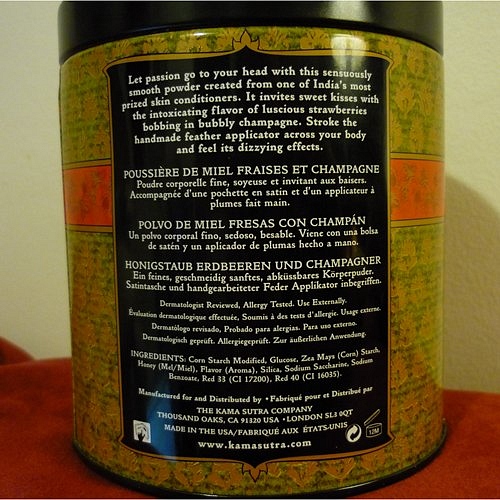 Let passion go to your head with this sensuously
smooth powder created from one of India's most
prized skin conditioners. It invites sweet kisses with
the intoxicating flavor of luscious strawberries
bobbing in bubbly champagne. Stroke the
handmade feather applicator across your body
and feel its dizzying effects.
POUSSIÈRE DE MIEL FRAISES ET CHAMPAGNE
Poudre corporelle fine, soyeuse et invitant aux baisers.
Accompagnée d'une pochette en satin et d'un applicateur à
plumes fait main.
POLVO DE MIEL FRESAS CON CHAMPÁN
Un polvo corporal fino, sedoso, besable. Viene con una bolsa
de satén y un aplicador de plumas hecho a mano.
HONIGSTAUB ERDBEEREN UND CHAMPAGNER
Ein feines, geschmeidig sanftes, abküssbares Körperpuder.
Satintasche und handgearbeiteter Feder Applikator inbegriffen.
Dermatologist Reviewed, Allergy Tested. Use Externally.
Évaluation dermatologique effectuée, Soumis à des tests d'allergie. Usage externe.
Dermatólogo revisado, Probado para alergias. Para uso externo.
Dermatologisch geprüft. Allergiegeprüft. Zur äußerlichen Anwendung.
INGREDIENTS: Corn Starch Modified, Glucose, Zea Mays (Corn) Starch,
Honey (Mel/Miel), Flavor (Aroma), Silica, Sodium Saccharine, Sodium
Benzoate, Red 33 (CI 17200), Red 40 (CI 16035).
Manufactured for and Distributed by • Fabriqué pour et Distribué par
THE KAMA SUTRA COMPANY
THOUSAND OAKS, CA 91320 USA • LONDON SL3 0QT
MADE IN THE USA/FABRIQUÉ AUX ÉTATS-UNIS
www.kamasutra.com
12M